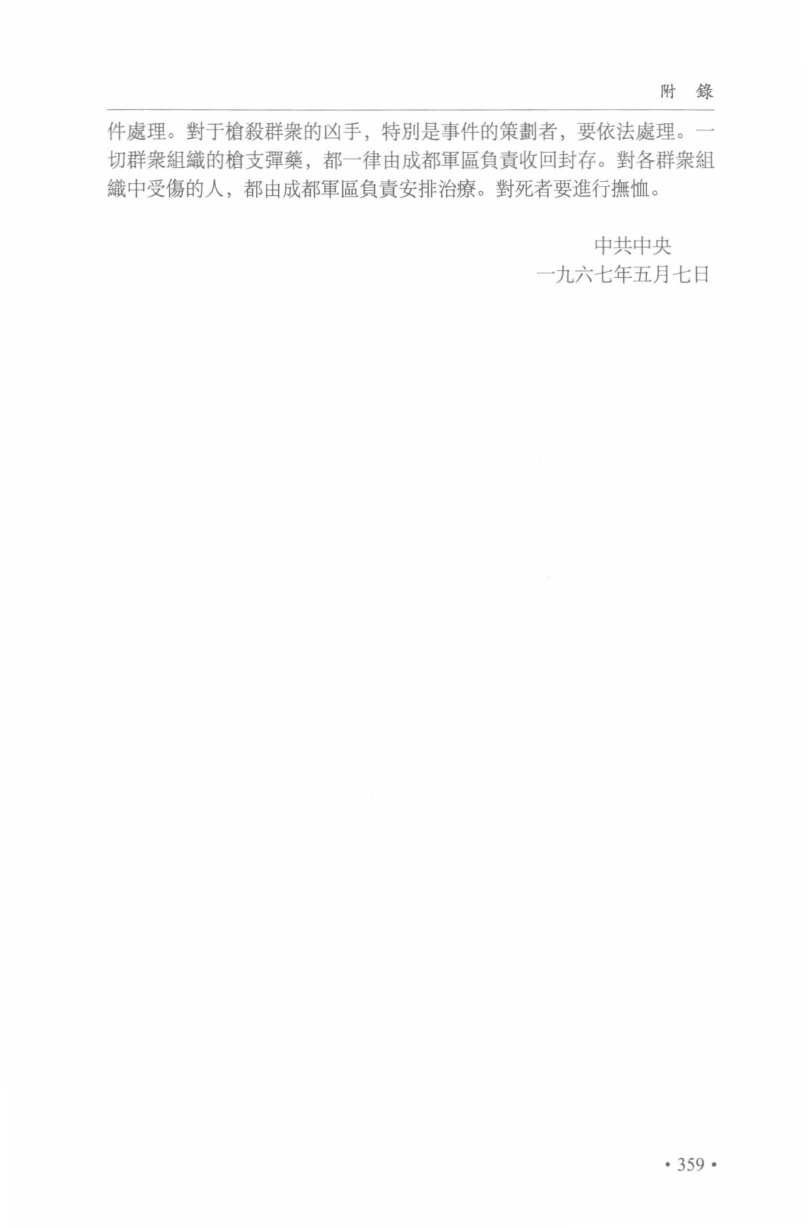 附 錄
件處理。對于槍殺群衆的凶手，特別是事件的策劃者，要依法處理。一
切群衆組織的槍支彈藥，都一律由成都軍區負責收回封存。對各群衆組
織中受傷的人，都由成都軍區負責安排治療。對死者要進行撫恤。
中共中央
一九六七年五月七日
·359·